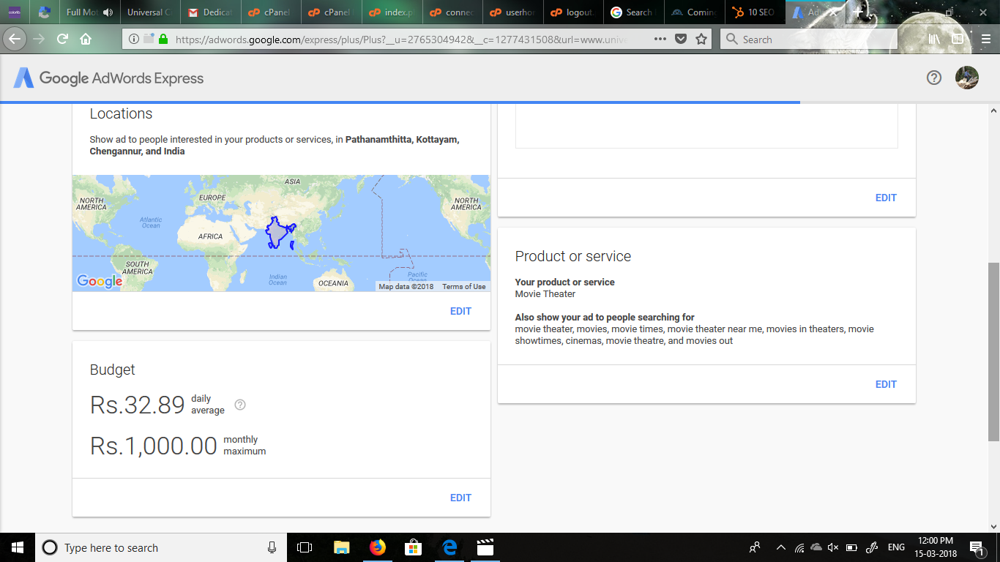 colorlib
Full Mot
Universal C
Dedicat
cPanel
cPanel
index.p
connec
userhor
logout.
Search
Coming
10 SEO
https://adwords.google.com/express/plus/Plus?__u=2765304942&__c=1277431508&url=www.unive
Search
Google AdWords Express
Locations
Show ad to people interested in your products or services, in Pathanamthitta, Kottayam,
Chengannur, and India
ASIA
NORTH
AMERICA
EUROPE
NORTH
AMERICA
Atlantic
Ocean
AFRICA
SOUTH
AMERICA
Indian
Ocean
OCEANIA
Pacific
Ocean
Google
Map data ©2018 Terms of Use
EDIT
Budget
Rs.32.89 daily
average
Rs.1,000.00 monthly
maximum
EDIT
EDIT
Product or service
Your product or service
Movie Theater
Also show your ad to people searching for
movie theater, movies, movie times, movie theater near me, movies in theaters, movie
showtimes, cinemas, movie theatre, and movies out
EDIT
Type here to search
ENG
12:00 PM
15-03-2018
1